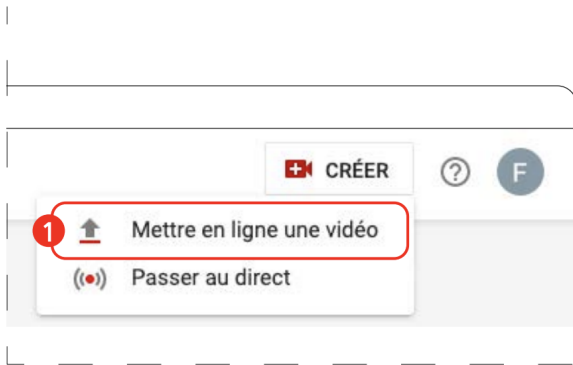 CRÉER
?
F
1
Mettre en ligne une vidéo
Passer au direct